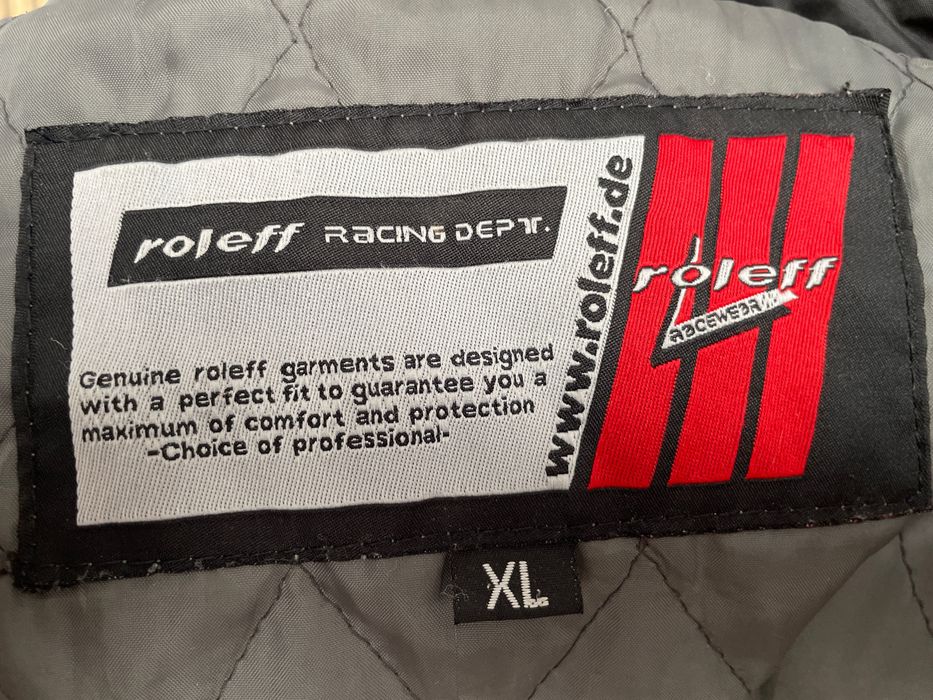 roleff RACING DEPT.
Genuine roleff garments are designed
with a perfect fit to guarantee you a
maximum of comfort and protection
-Choice of professional-
www.roleff.de
roleff
RACEWEAR
XL